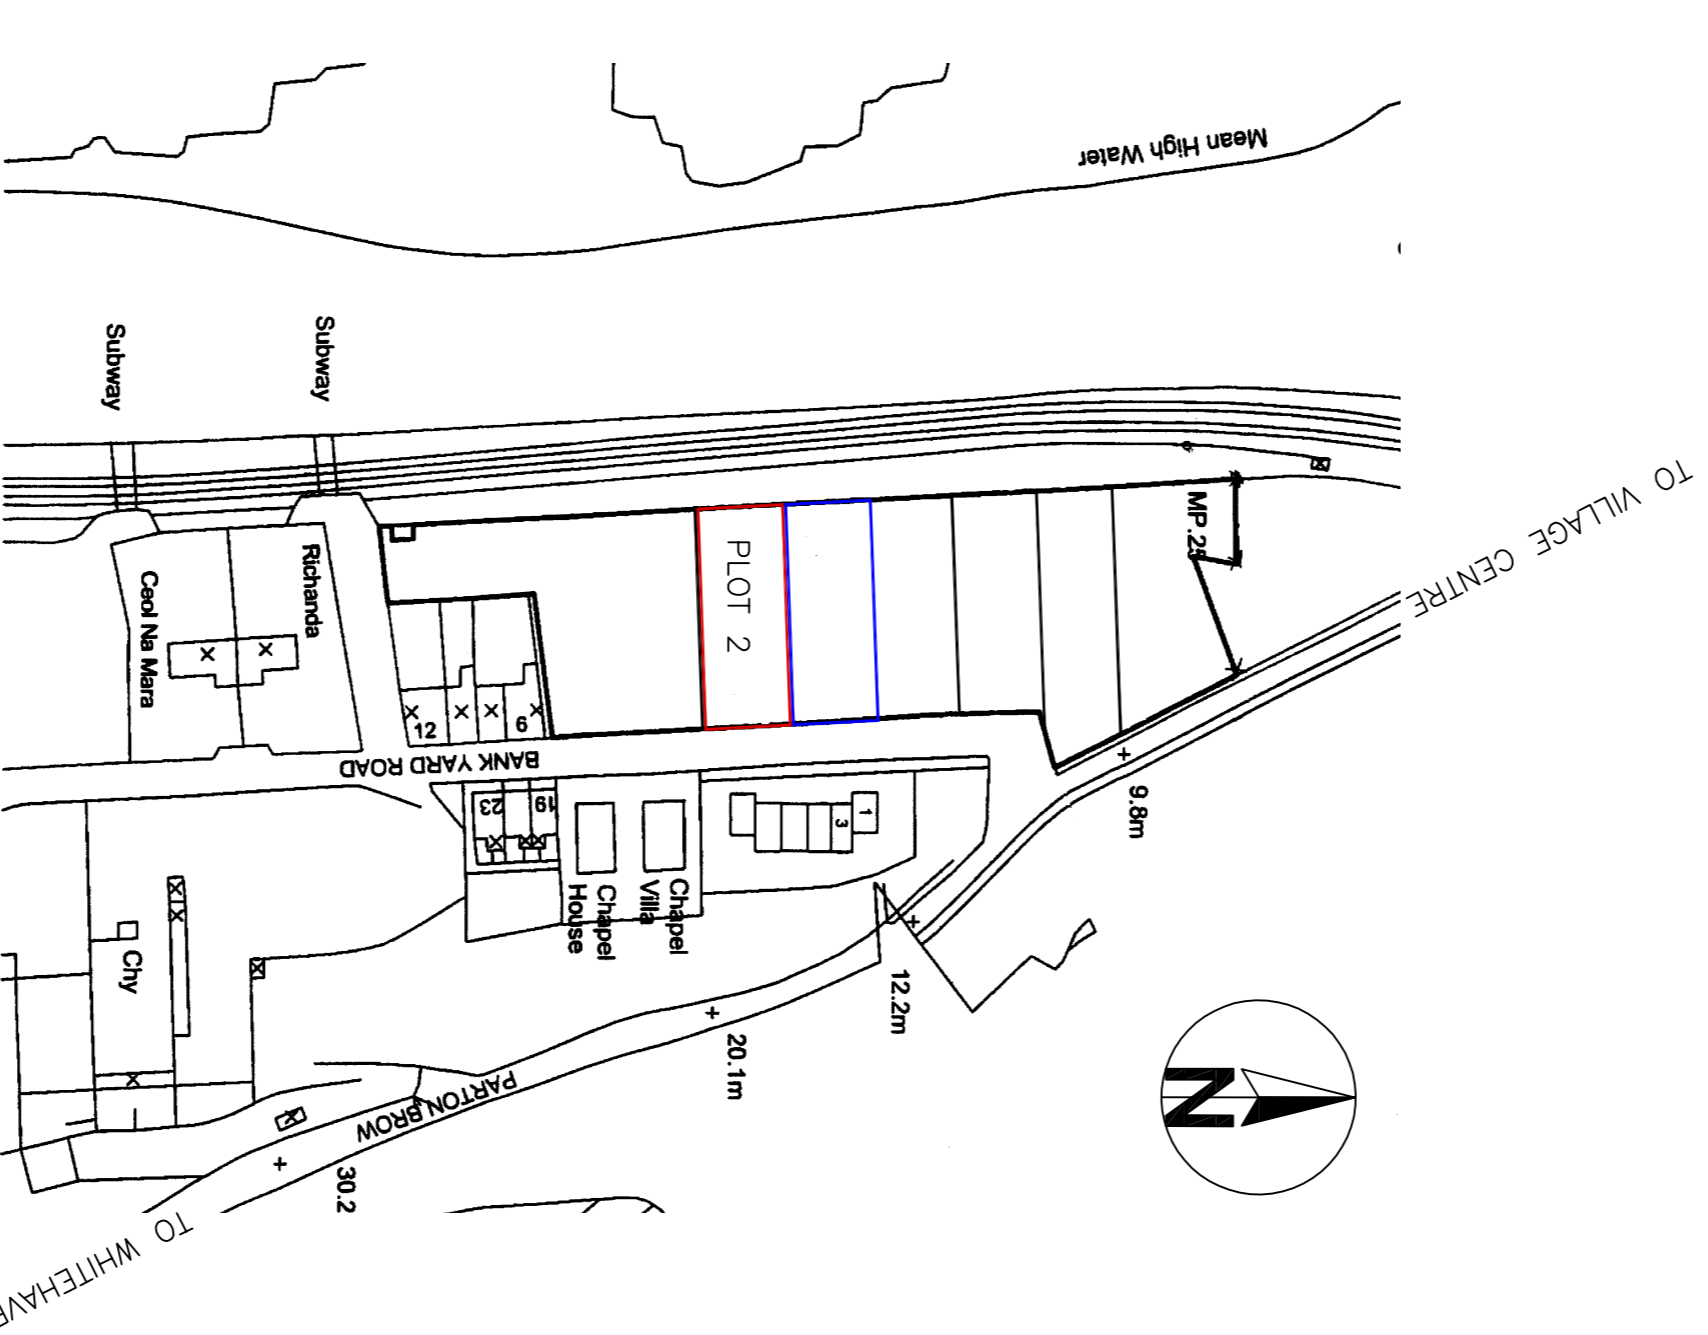 Mean High Water
Subway
Subway
TO VILLAGE CENTRE
MP.25
PLOT 2
Richanda
Ceol Na Mara
12
6
BANK YARD ROAD
23
19
1
3
9.8m
Chapel
Villa
Chapel
House
Chy
12.2m
20.1m
PARTON BROW
30.2
N
TO